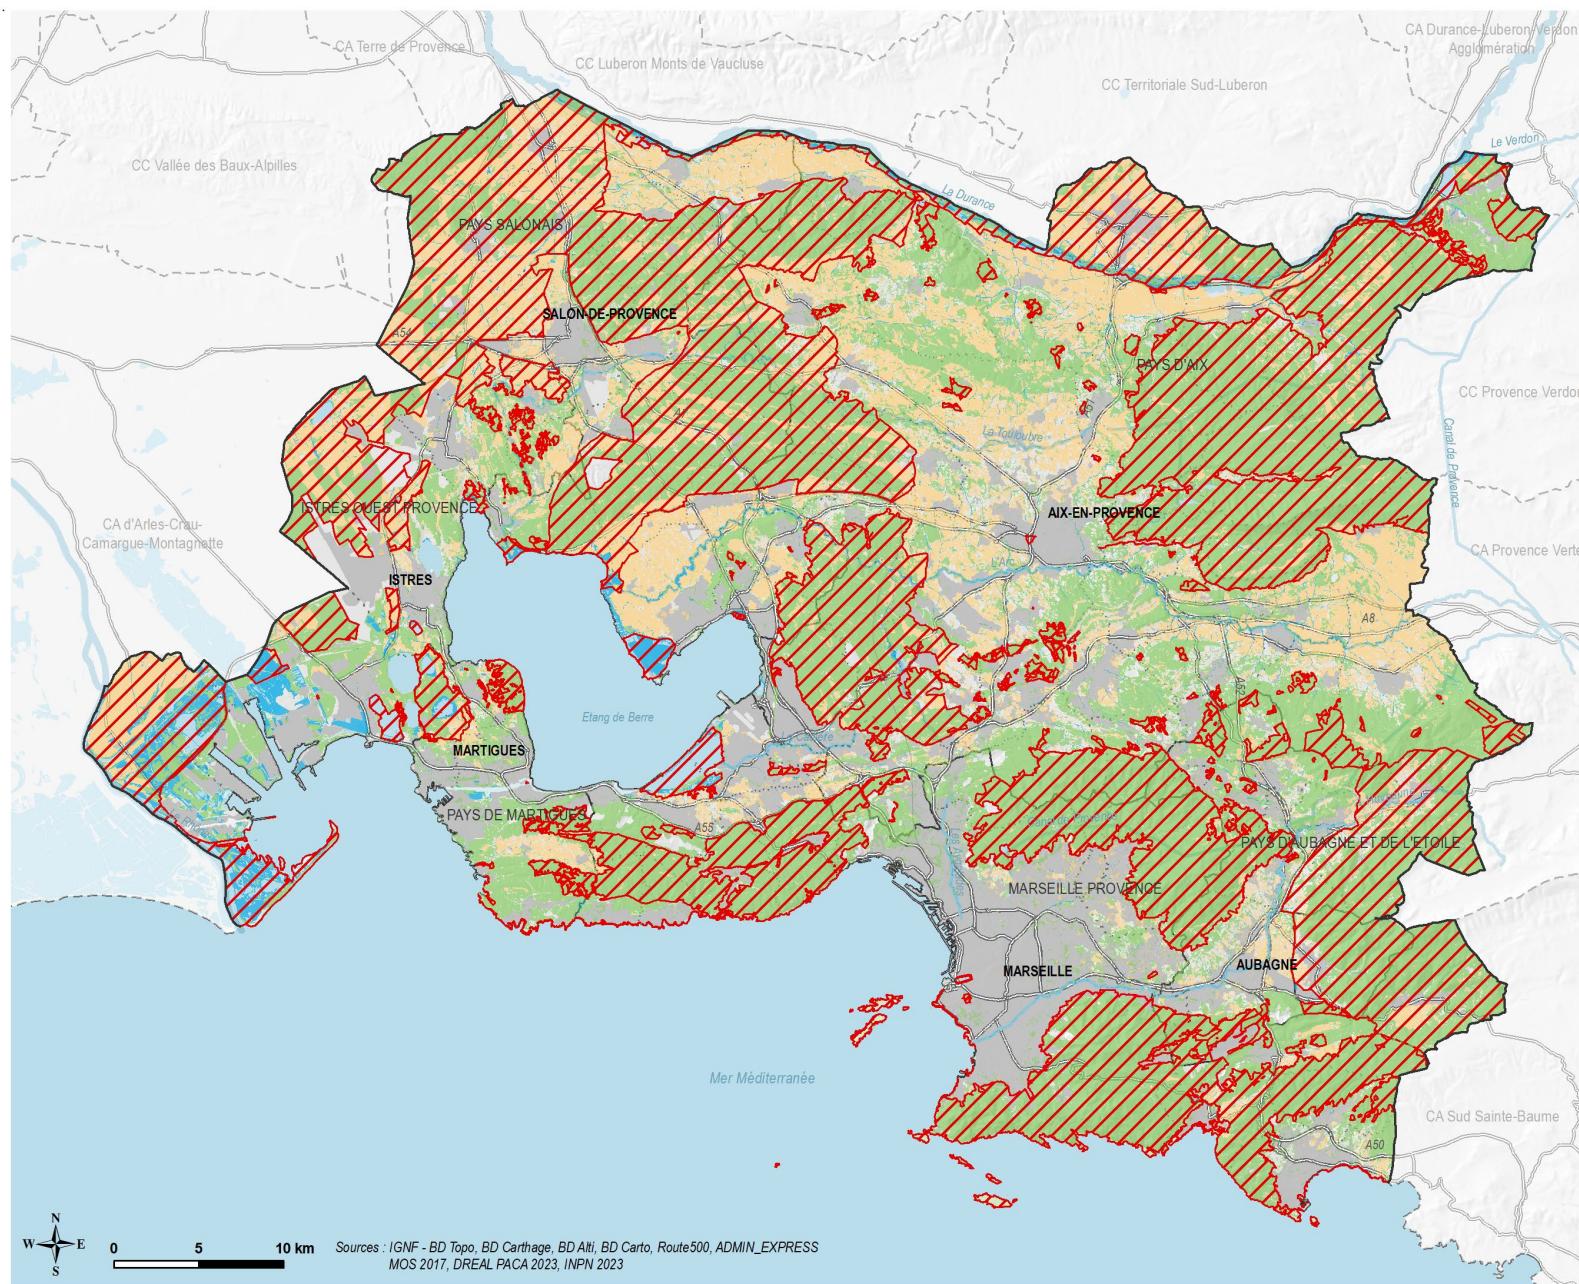 CA Terre de Provence
CC Luberon Monts de Vaucluse
CA Durance-Luberon-Verdon
Agglomération
CC Territoriale Sud-Luberon
CC Vallée des Baux-Alpilles
Le Verdon
La Durance
PAYS SALONAIS
SALON-DE-PROVENCE
A54
PAYS D'AIX
CC Provence Verdon
A7
A51
La Touloubre
Canal de Provence
ISTRES OUEST PROVENCE
CA d'Arles-Crau-
Camargue-Montagnette
AIX-EN-PROVENCE
CA Provence Verte
ISTRES
L'Arc
A8
A52
Etang de Berre
MARTIGUES
PAYS DE MARTIGUES
A55
PAYS D'AUBAGNE ET DE L'ETOILE
MARSEILLE PROVENCE
MARSEILLE
AUBAGNE
Mer Méditerranée
CA Sud Sainte-Baume
A50
N
W E
S
0 5 10 km
Sources : IGNF - BD Topo, BD Carthage, BD Alti, BD Carto, Route500, ADMIN_EXPRESS
MOS 2017, DREAL PACA 2023, INPN 2023